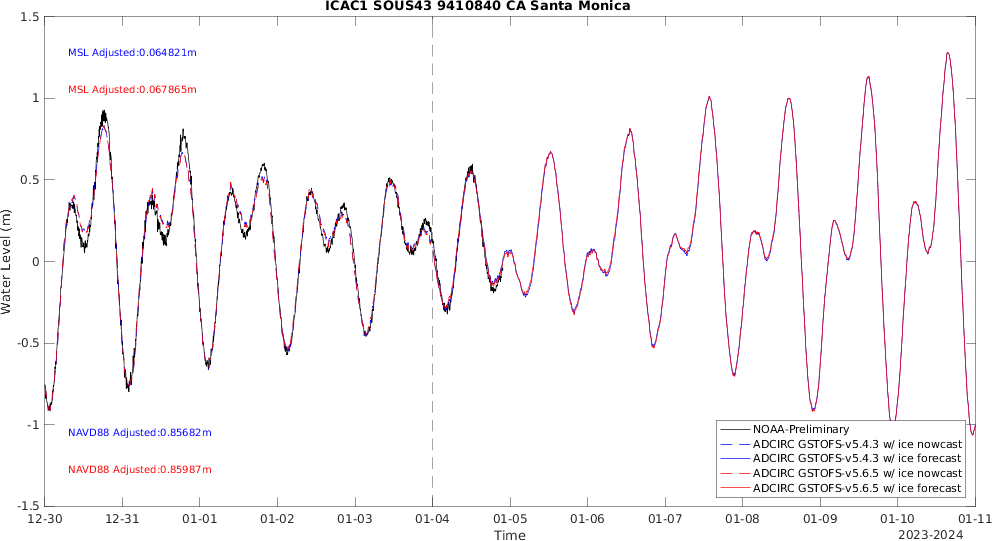 ICAC1 SOUS43 9410840 CA Santa Monica
1.5
1
0.5
0
-0.5
-1
-1.5
Water Level (m)
MSL Adjusted:0.064821m
MSL Adjusted:0.067865m
NAVD88 Adjusted:0.85682m
NAVD88 Adjusted:0.85987m
NOAA-Preliminary
ADCIRC GSTOFS-v5.4.3 w/ ice nowcast
ADCIRC GSTOFS-v5.4.3 w/ ice forecast
ADCIRC GSTOFS-v5.6.5 w/ ice nowcast
ADCIRC GSTOFS-v5.6.5 w/ ice forecast
12-30 12-31 01-01 01-02 01-03 01-04 01-05 01-06 01-07 01-08 01-09 01-10 01-11
Time
2023-2024